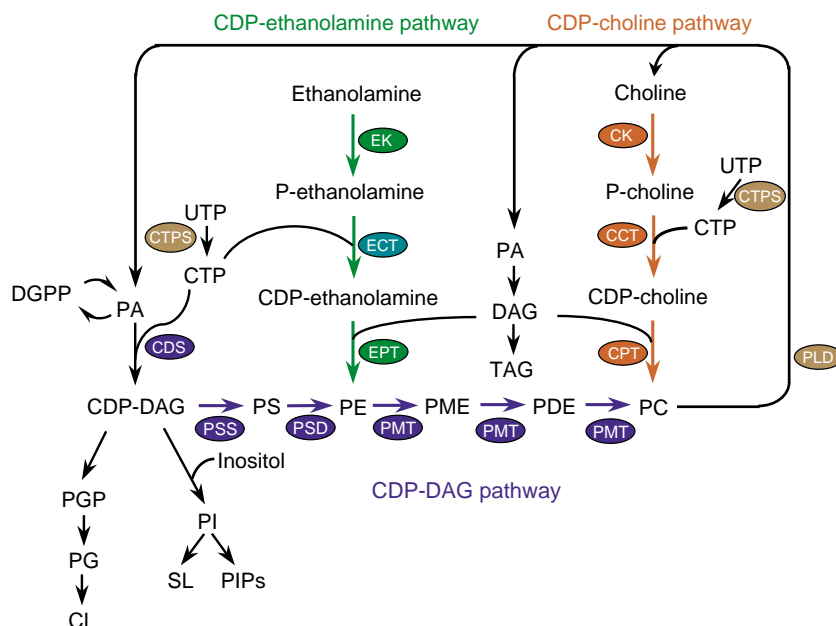 CDP-ethanolamine pathway CDP-choline pathway
Ethanolamine Choline
EK CK
UTP
P-ethanolamine P-choline
CTPS
UTP
CTPS ECT CCT CTP
PA
CTP
DGPP
CDP-ethanolamine CDP-choline
PA DAG
CDS EPT CPT PLD
TAG
CDP-DAG PS PE PME PDE PC
PSS PSD PMT PMT PMT
Inositol
CDP-DAG pathway
PGP
PI
PG
SL PIPs
CL